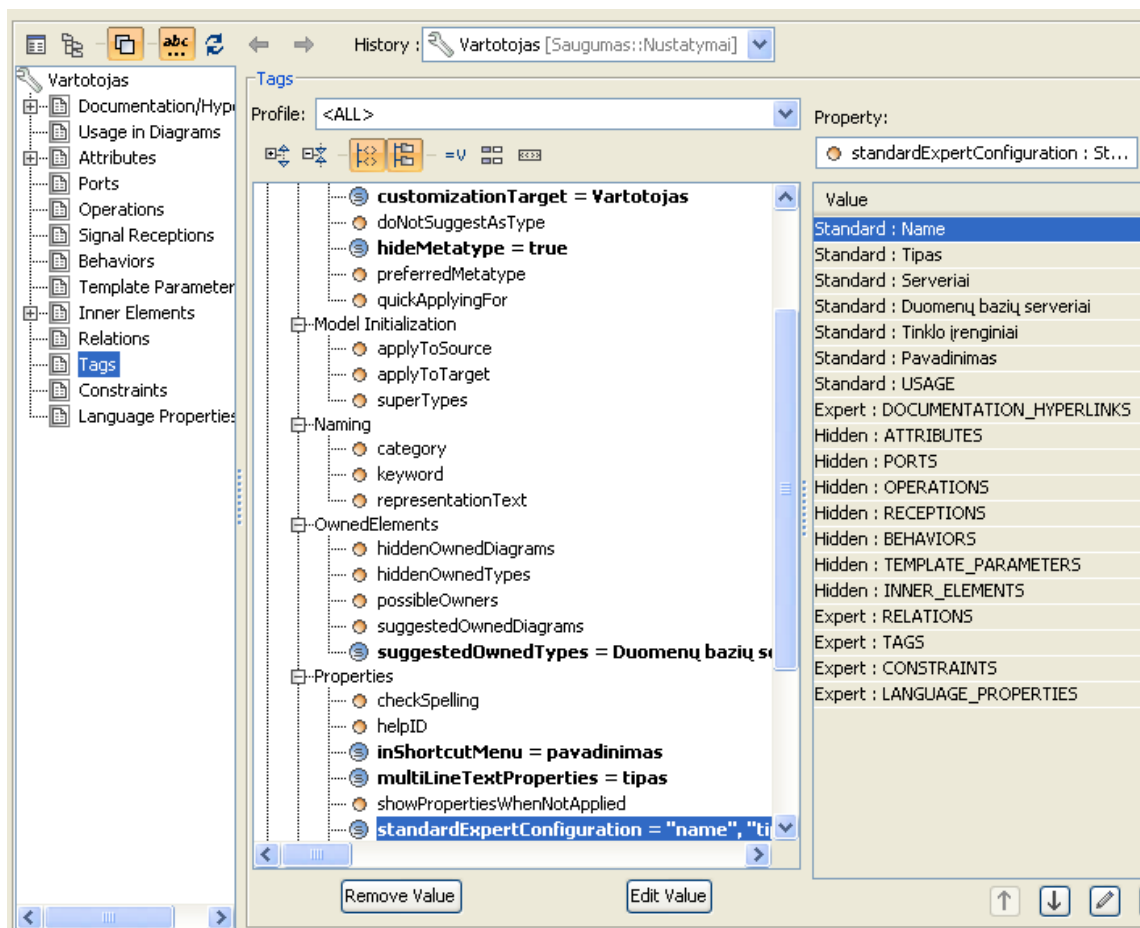 abc
History : Vartotojas [Saugumas::Nustatymai]
Vartotojas
Documentation/Hyp
Usage in Diagrams
Attributes
Ports
Operations
Signal Receptions
Behaviors
Template Parameter
Inner Elements
Relations
Tags
Constraints
Language Properties
Tags
Profile: <ALL>
=V
customizationTarget = Vartotojas
doNotSuggestAsType
hideMetatype = true
preferredMetatype
quickApplyingFor
Model Initialization
applyToSource
applyToTarget
superTypes
Naming
category
keyword
representationText
OwnedElements
hiddenOwnedDiagrams
hiddenOwnedTypes
possibleOwners
suggestedOwnedDiagrams
suggestedOwnedTypes = Duomenų bazių se
Properties
checkSpelling
helpID
inShortcutMenu = pavadinimas
multiLineTextProperties = tipas
showPropertiesWhenNotApplied
standardExpertConfiguration = "name", "tip
Remove Value
Edit Value
Property:
standardExpertConfiguration : St...
Value
Standard : Name
Standard : Tipas
Standard : Serveriai
Standard : Duomenų bazių serveriai
Standard : Tinklo įrenginiai
Standard : Pavadinimas
Standard : USAGE
Expert : DOCUMENTATION_HYPERLINKS
Hidden : ATTRIBUTES
Hidden : PORTS
Hidden : OPERATIONS
Hidden : RECEPTIONS
Hidden : BEHAVIORS
Hidden : TEMPLATE_PARAMETERS
Hidden : INNER_ELEMENTS
Expert : RELATIONS
Expert : TAGS
Expert : CONSTRAINTS
Expert : LANGUAGE_PROPERTIES